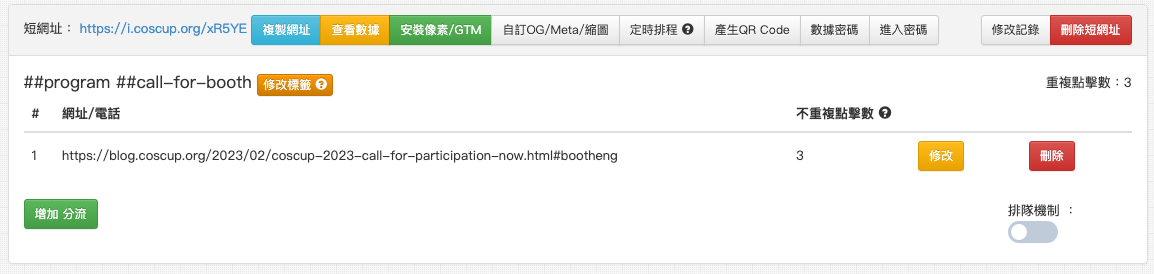 短網址： https://i.coscup.org/xR5YE 複製網址 查看數據 安裝像素/GTM 自訂OG/Meta/縮圖 定時排程 ? 產生QR Code 數據密碼 進入密碼 修改記錄 刪除短網址
##program ##call-for-booth 修改標籤 ? 重複點擊數：3
# 網址/電話 不重複點擊數 ?
1 https://blog.coscup.org/2023/02/coscup-2023-call-for-participation-now.html#bootheng 3 修改 刪除
增加 分流 排隊機制 ：